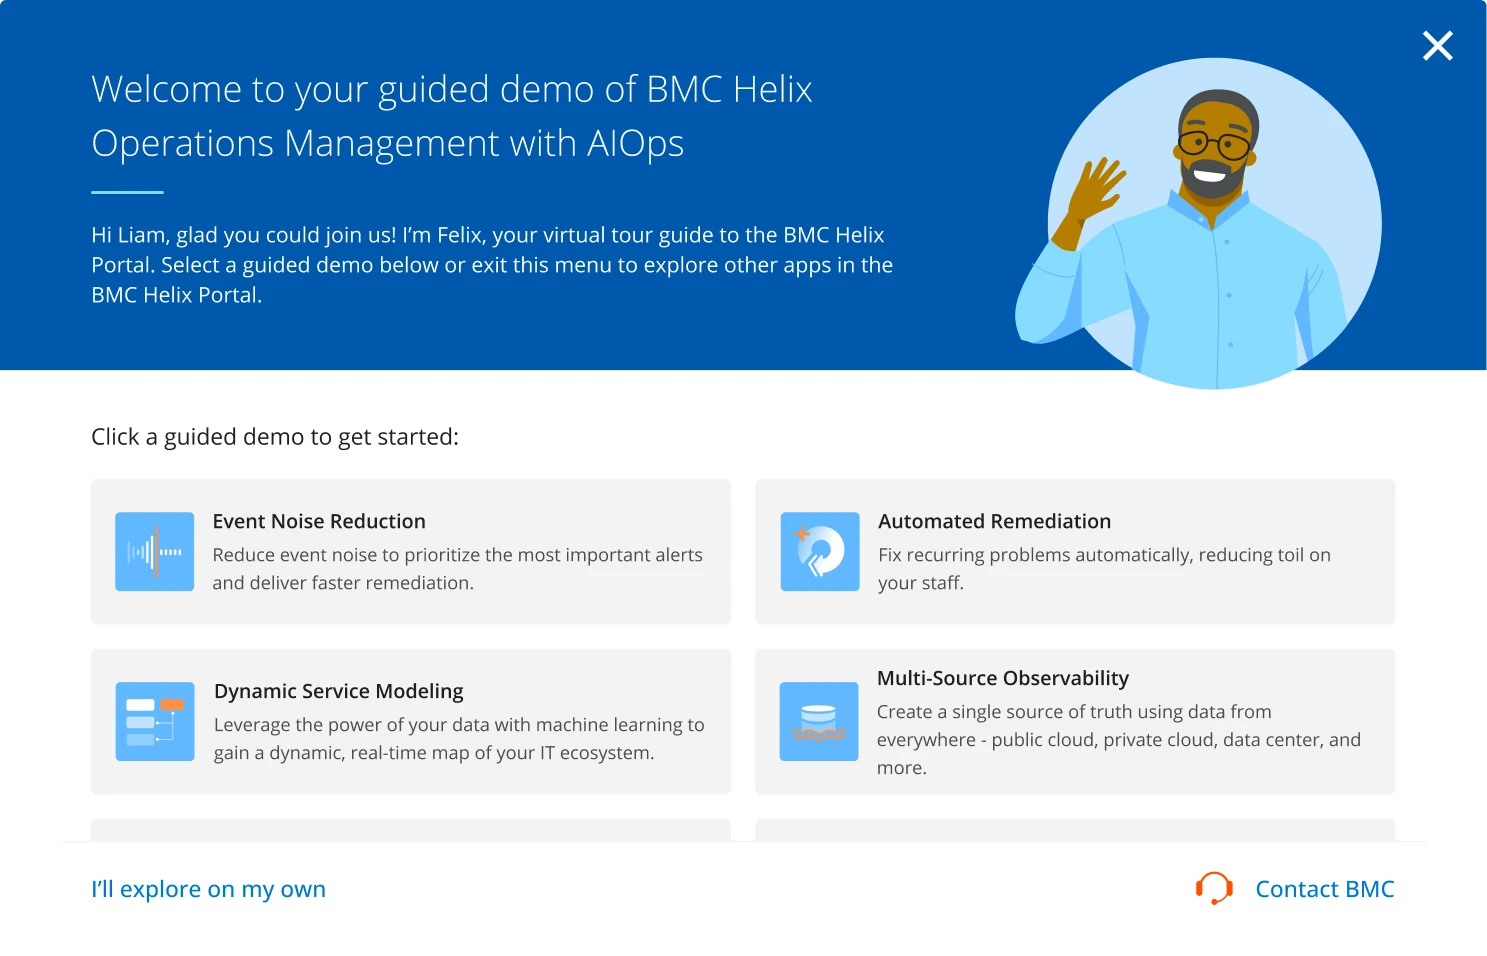 Welcome to your guided demo of BMC Helix
Operations Management with AIOps
Hi Liam, glad you could join us! I’m Felix, your virtual tour guide to the BMC Helix
Portal. Select a guided demo below or exit this menu to explore other apps in the
BMC Helix Portal.
Click a guided demo to get started:
Event Noise Reduction
Reduce event noise to prioritize the most important alerts
and deliver faster remediation.
Automated Remediation
Fix recurring problems automatically, reducing toil on
your staff.
Dynamic Service Modeling
Leverage the power of your data with machine learning to
gain a dynamic, real-time map of your IT ecosystem.
Multi-Source Observability
Create a single source of truth using data from
everywhere - public cloud, private cloud, data center, and
more.
I’ll explore on my own
Contact BMC